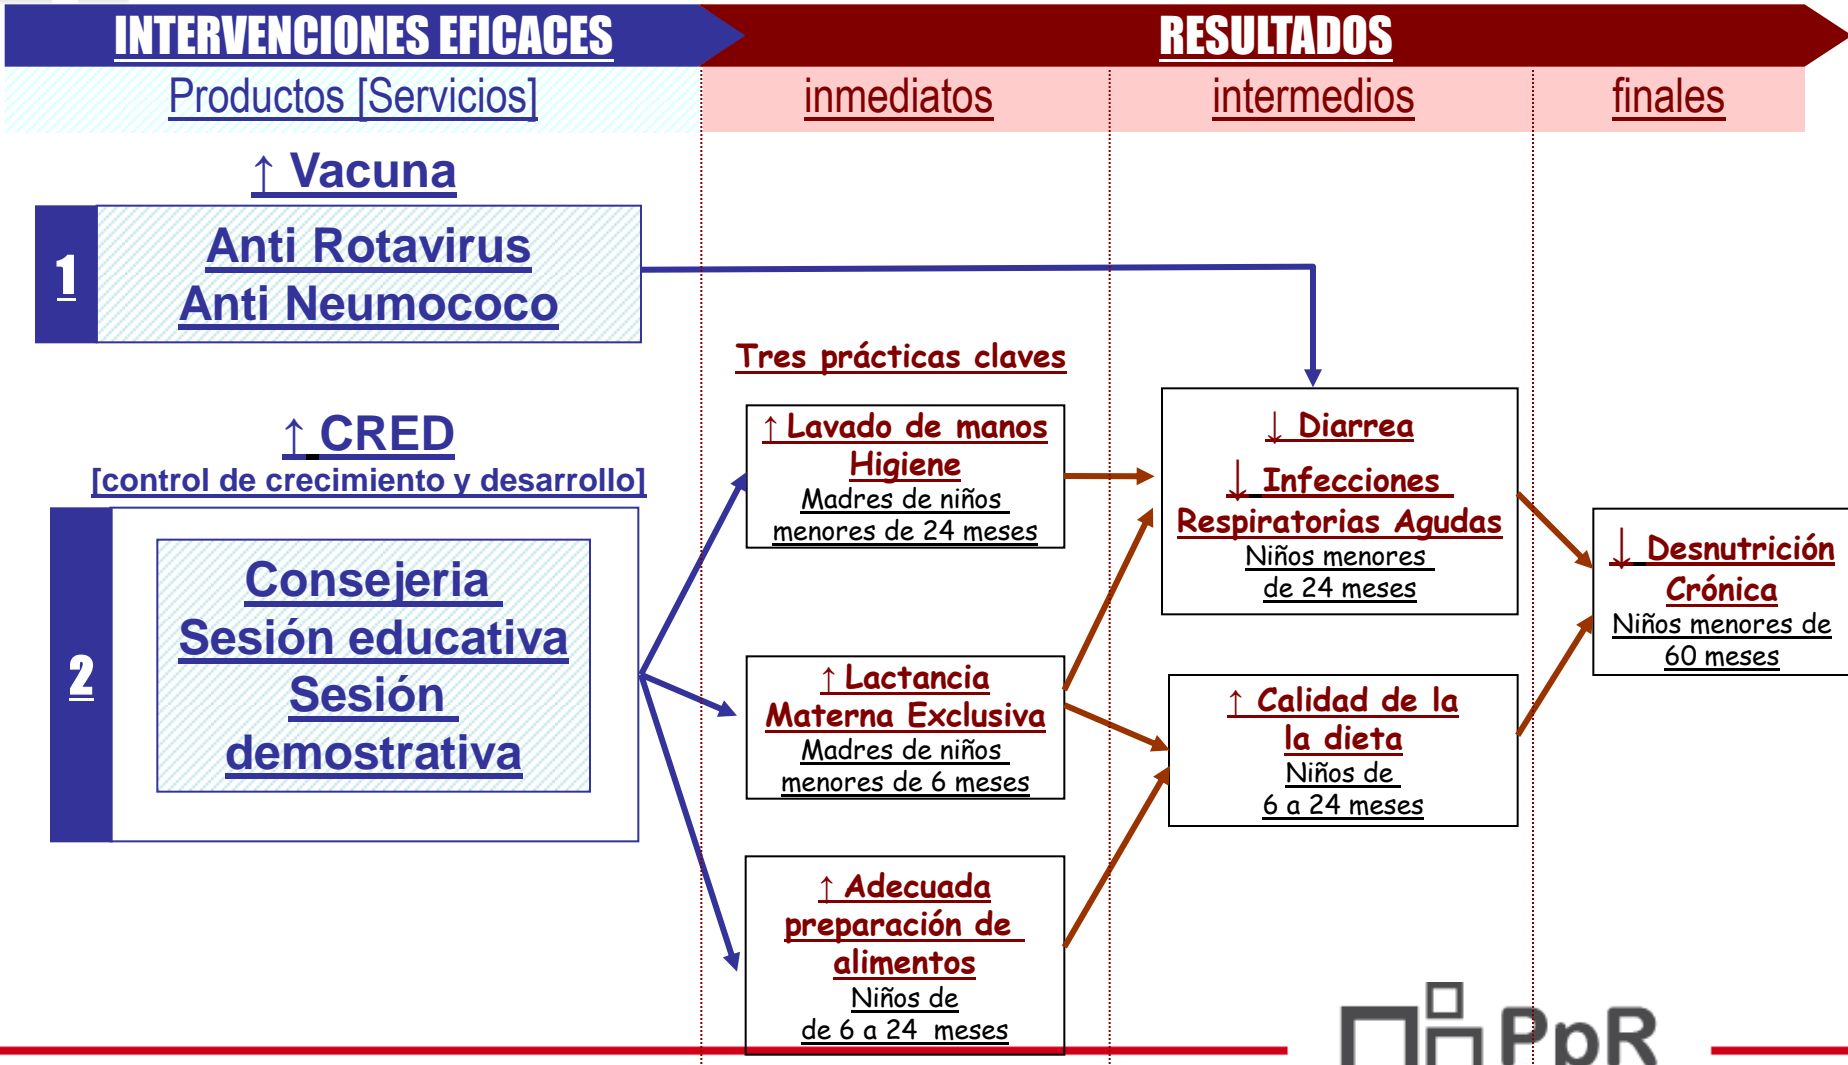 INTERVENCIONES EFICACES
RESULTADOS
Productos [Servicios]
inmediatos
intermedios
finales
↑ Vacuna
1
Anti Rotavirus
Anti Neumococo
↑ CRED
[control de crecimiento y desarrollo]
2
Consejeria
Sesión educativa
Sesión
demostrativa
Tres prácticas claves
↑ Lavado de manos
Higiene
Madres de niños
menores de 24 meses
↑ Lactancia
Materna Exclusiva
Madres de niños
menores de 6 meses
↑ Adecuada
preparación de
alimentos
Niños de
de 6 a 24 meses
↓ Diarrea
↓ Infecciones
Respiratorias Agudas
Niños menores
de 24 meses
↑ Calidad de la
la dieta
Niños de
6 a 24 meses
↓ Desnutrición
Crónica
Niños menores de
60 meses
PpR